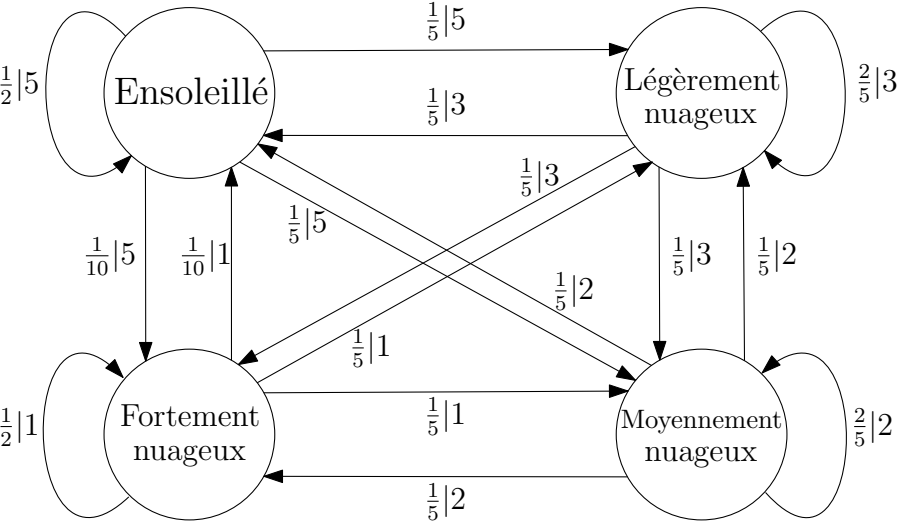 1/5|5
1/2|5
Ensoleillé
Légèrement
nuageux
2/5|3
1/5|3
1/5|3
1/5|5
1/10|5
1/10|1
1/5|3
1/5|2
1/5|2
1/5|1
1/2|1
Fortement
nuageux
1/5|1
Moyennement
nuageux
2/5|2
1/5|2